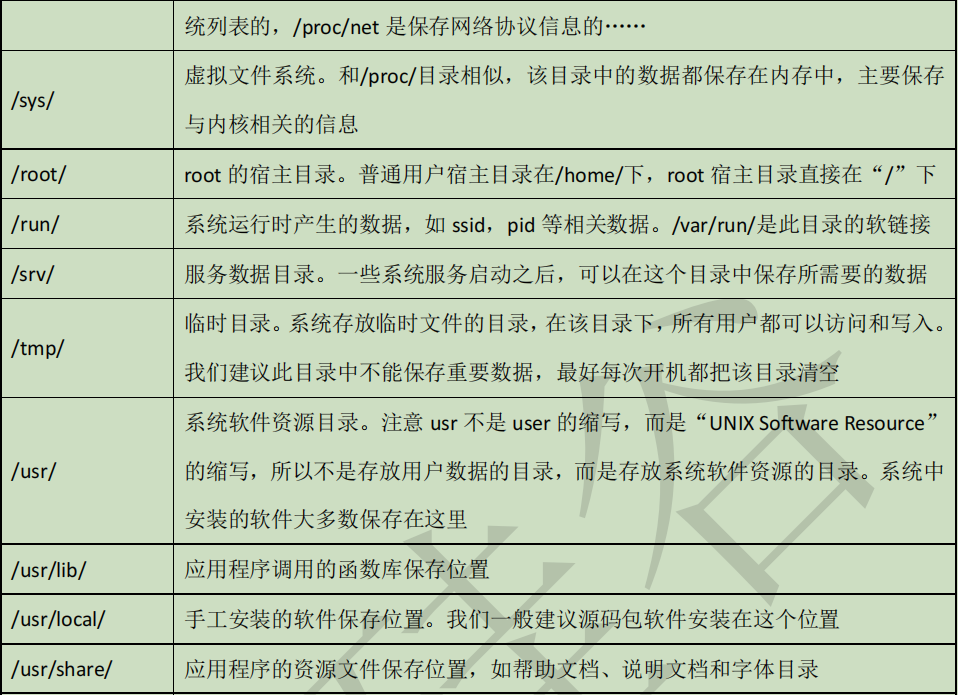 统列表的，/proc/net 是保存网络协议信息的……
/sys/
虚拟文件系统。和/proc/目录相似，该目录中的数据都保存在内存中，主要保存
与内核相关的信息
/root/
root 的宿主目录。普通用户宿主目录在/home/下，root 宿主目录直接在“/”下
/run/
系统运行时产生的数据，如 ssid，pid 等相关数据。/var/run/是此目录的软链接
/srv/
服务数据目录。一些系统服务启动之后，可以在这个目录中保存所需要的数据
/tmp/
临时目录。系统存放临时文件的目录，在该目录下，所有用户都可以访问和写入。
我们建议此目录中不能保存重要数据，最好每次开机都把该目录清空
/usr/
系统软件资源目录。注意 usr 不是 user 的缩写，而是“UNIX Software Resource”
的缩写，所以不是存放用户数据的目录，而是存放系统软件资源的目录。系统中
安装的软件大多数保存在这里
/usr/lib/
应用程序调用的函数库保存位置
/usr/local/
手工安装的软件保存位置。我们一般建议源码包软件安装在这个位置
/usr/share/
应用程序的资源文件保存位置，如帮助文档、说明文档和字体目录